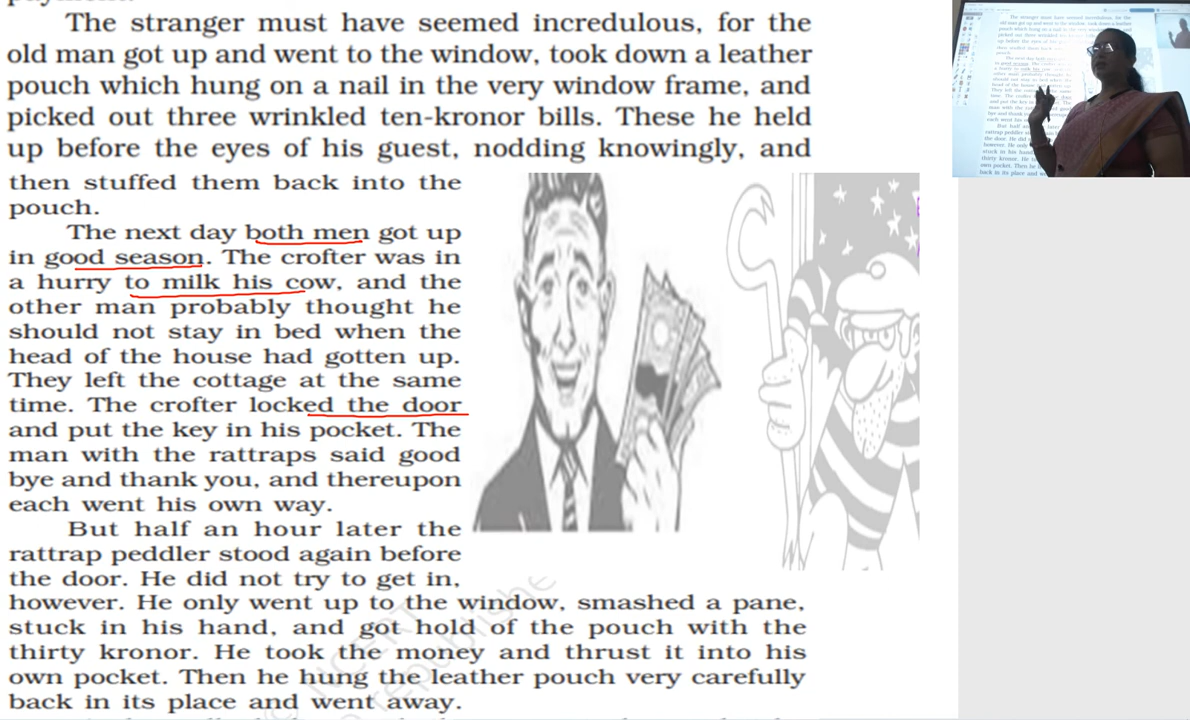 The stranger must have seemed incredulous, for the
old man got up and went to the window, took down a leather
pouch which hung on a nail in the very window frame, and
picked out three wrinkled ten-kronor bills. These he held
up before the eyes of his guest, nodding knowingly, and
then stuffed them back into the
pouch.
The next day both men got up
in good season. The crofter was in
a hurry to milk his cow, and the
other man probably thought he
should not stay in bed when the
head of the house had gotten up.
They left the cottage at the same
time. The crofter locked the door
and put the key in his pocket. The
man with the rattraps said good
bye and thank you, and thereupon
each went his own way.
But half an hour later the
rattrap peddler stood again before
the door. He did not try to get in,
however. He only went up to the window, smashed a pane,
stuck in his hand, and got hold of the pouch with the
thirty kronor. He took the money and thrust it into his
own pocket. Then he hung the leather pouch very carefully
back in its place and went away.